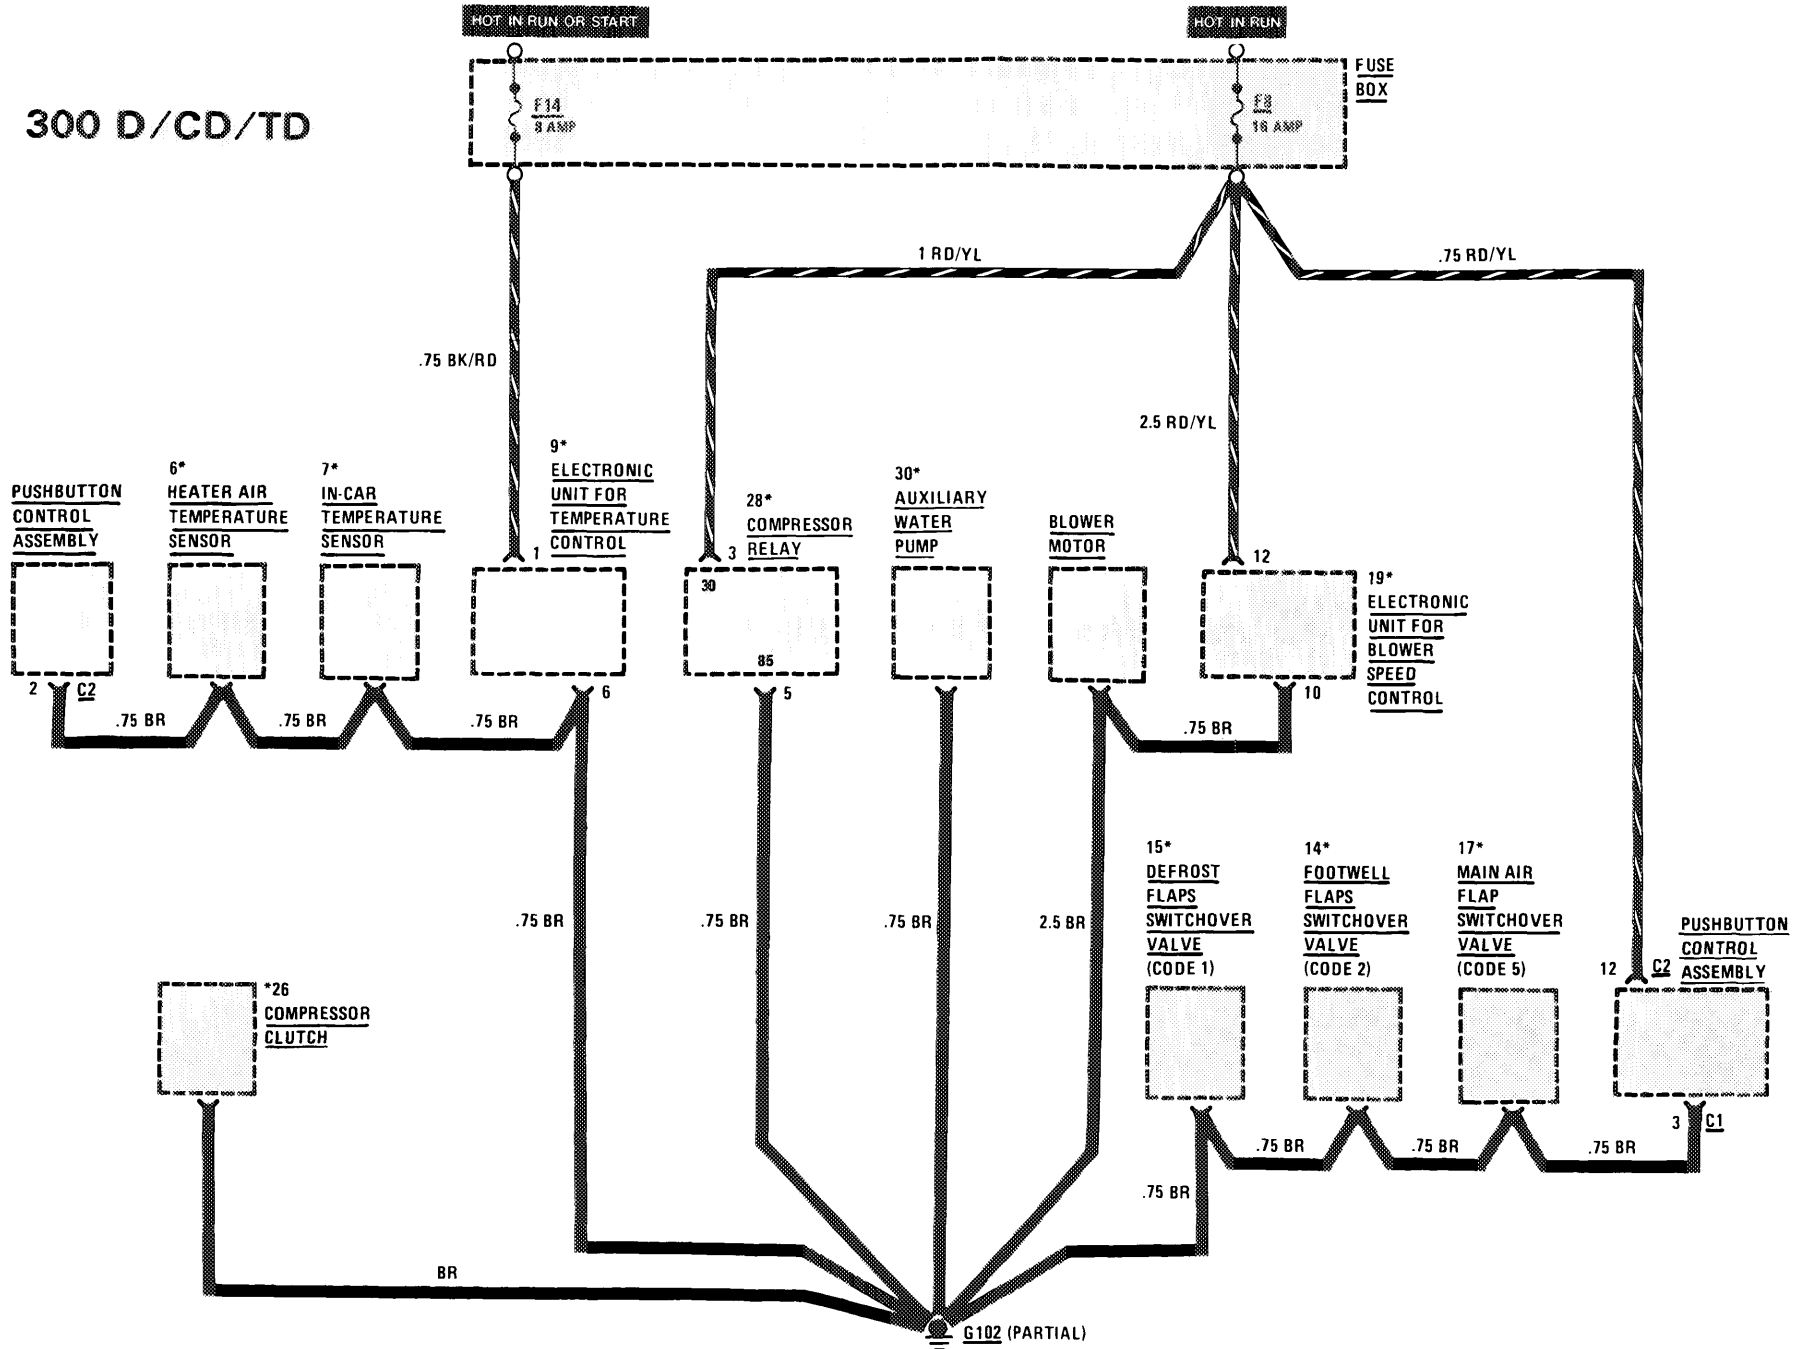 HOT IN RUN OR START
HOT IN RUN
FUSE
BOX
F14
8 AMP
F8
16 AMP
300 D/CD/TD
1 RD/YL
.75 RD/YL
.75 BK/RD
2.5 RD/YL
PUSHBUTTON
CONTROL
ASSEMBLY
6*
HEATER AIR
TEMPERATURE
SENSOR
7*
IN-CAR
TEMPERATURE
SENSOR
9*
ELECTRONIC
UNIT FOR
TEMPERATURE
CONTROL
1
28*
COMPRESSOR
RELAY
3
30
85
30*
AUXILIARY
WATER
PUMP
BLOWER
MOTOR
12
19*
ELECTRONIC
UNIT FOR
BLOWER
SPEED
CONTROL
2
C2
6
5
10
.75 BR
.75 BR
.75 BR
.75 BR
.75 BR
.75 BR
.75 BR
2.5 BR
15*
DEFROST
FLAPS
SWITCHOVER
VALVE
(CODE 1)
14*
FOOTWELL
FLAPS
SWITCHOVER
VALVE
(CODE 2)
17*
MAIN AIR
FLAP
SWITCHOVER
VALVE
(CODE 5)
12
C2
PUSHBUTTON
CONTROL
ASSEMBLY
*26
COMPRESSOR
CLUTCH
3
C1
.75 BR
.75 BR
.75 BR
.75 BR
BR
G102 (PARTIAL)